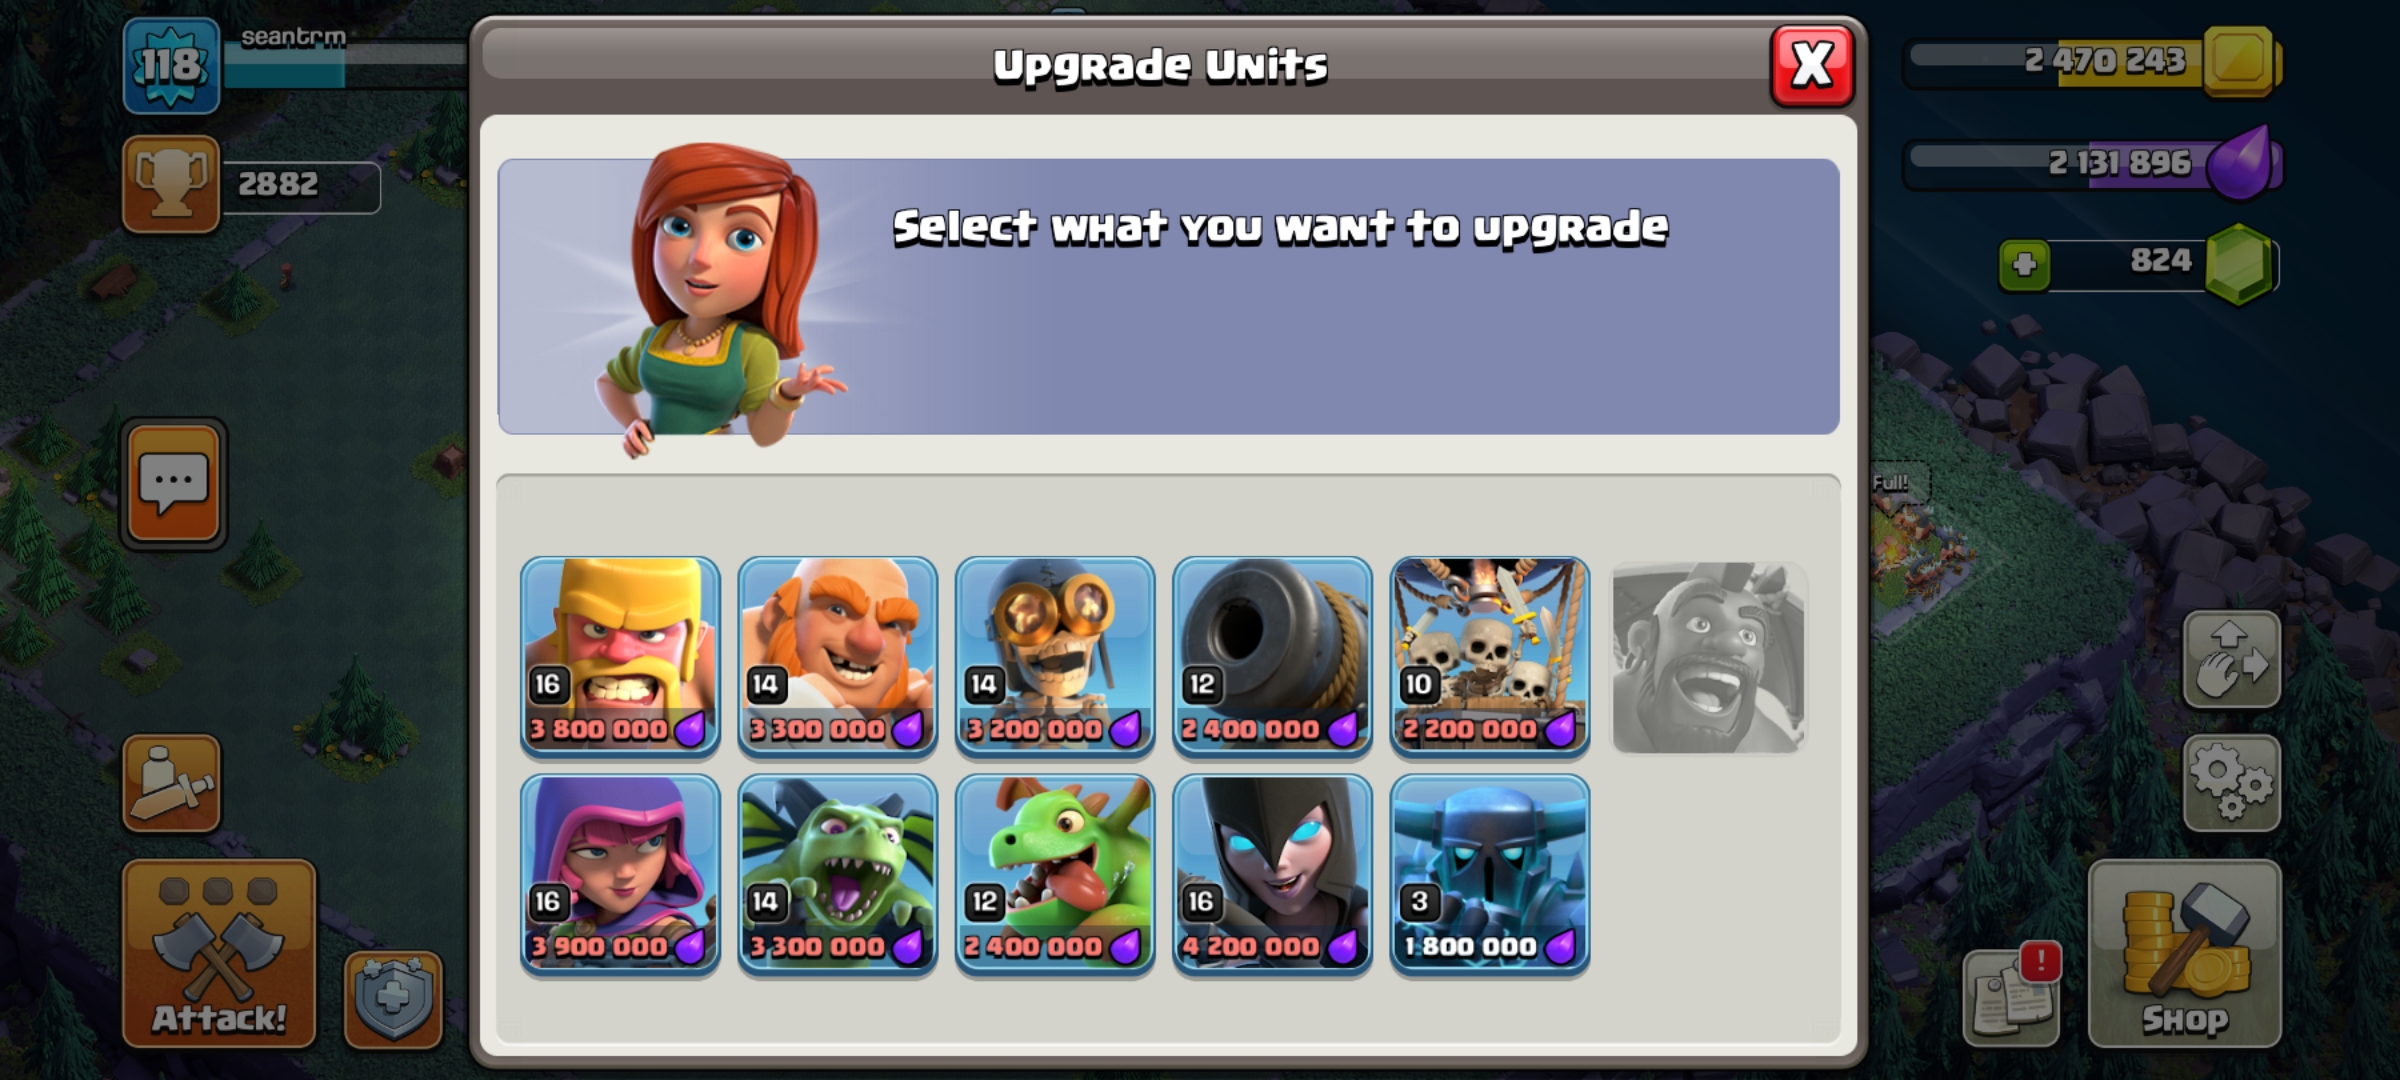 118
seantrm
Upgrade Units
X
2 470 243
2882
2 131 896
Select what you want to upgrade
824
Full!
16
14
14
12
10
3 800 000
3 300 000
3 200 000
2 400 000
2 200 000
16
14
12
16
3
3 900 000
3 300 000
2 400 000
4 200 000
1 800 000
!
Attack!
Shop